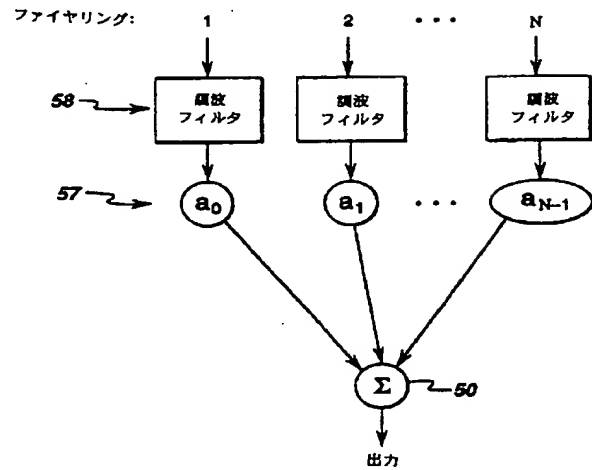 ファイヤリング: 1 2 ・・・ N
58
調波
フィルタ
調波
フィルタ
調波
フィルタ
57
a0
a1
・・・
aN-1
Σ
50
出力